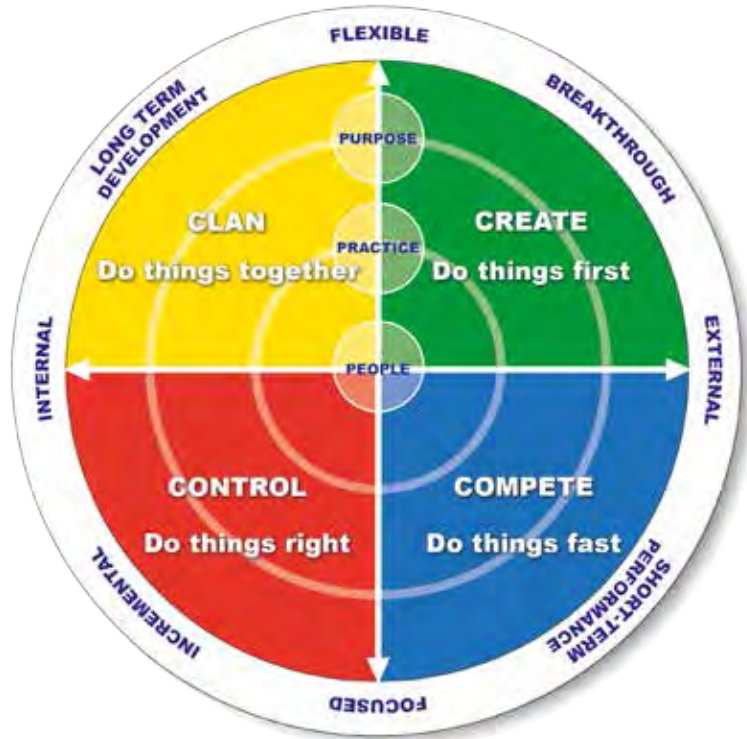 FLEXIBLE
LONG TERM
DEVELOPMENT
BREAKTHROUGH
PURPOSE
CLAN
Do things together
PRACTICE
CREATE
Do things first
INTERNAL
PEOPLE
EXTERNAL
CONTROL
Do things right
COMPETE
Do things fast
INCREMENTAL
SHORT-TERM
PERFORMANCE
FOCUSED